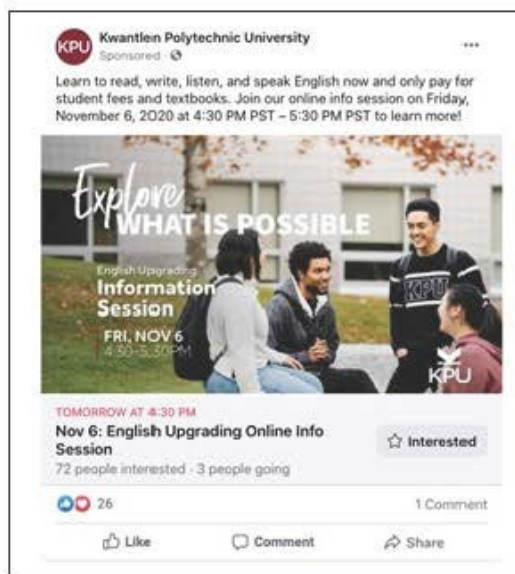 KPU
Kwantlen Polytechnic University
Sponsored ·
...
Learn to read, write, listen, and speak English now and only pay for
student fees and textbooks. Join our online info session on Friday,
November 6, 2020 at 4:30 PM PST – 5:30 PM PST to learn more!
Explore
WHAT IS POSSIBLE
English Upgrading
Information
Session
FRI, NOV 6
4:30-5:30PM
KPU
KPU
TOMORROW AT 4:30 PM
Nov 6: English Upgrading Online Info
Session
72 people interested · 3 people going
Interested
26
1 Comment
Like
Comment
Share